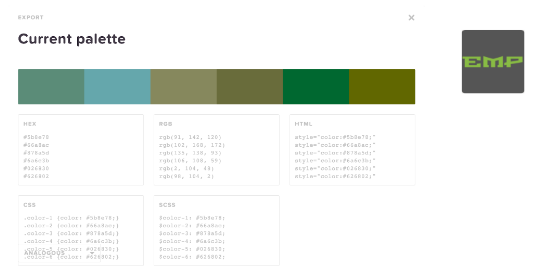 EXPORT
Current palette
EMP
HEX
#5b8e78
#66a8ac
#878a5d
#6a6c3b
#026830
#626802
RGB
rgb(91, 142, 120)
rgb(102, 168, 172)
rgb(135, 138, 93)
rgb(106, 108, 59)
rgb(2, 104, 48)
rgb(98, 104, 2)
HTML
style="color:#5b8e78;"
style="color:#66a8ac;"
style="color:#878a5d;"
style="color:#6a6c3b;"
style="color:#026830;"
style="color:#626802;"
CSS
.color-1 {color: #5b8e78;}
.color-2 {color: #66a8ac;}
.color-3 {color: #878a5d;}
.color-4 {color: #6a6c3b;}
.color-5 {color: #026830;}
.color-6 {color: #626802;}
ANALOGOUS
SCSS
$color-1: #5b8e78;
$color-2: #66a8ac;
$color-3: #878a5d;
$color-4: #6a6c3b;
$color-5: #026830;
$color-6: #626802;